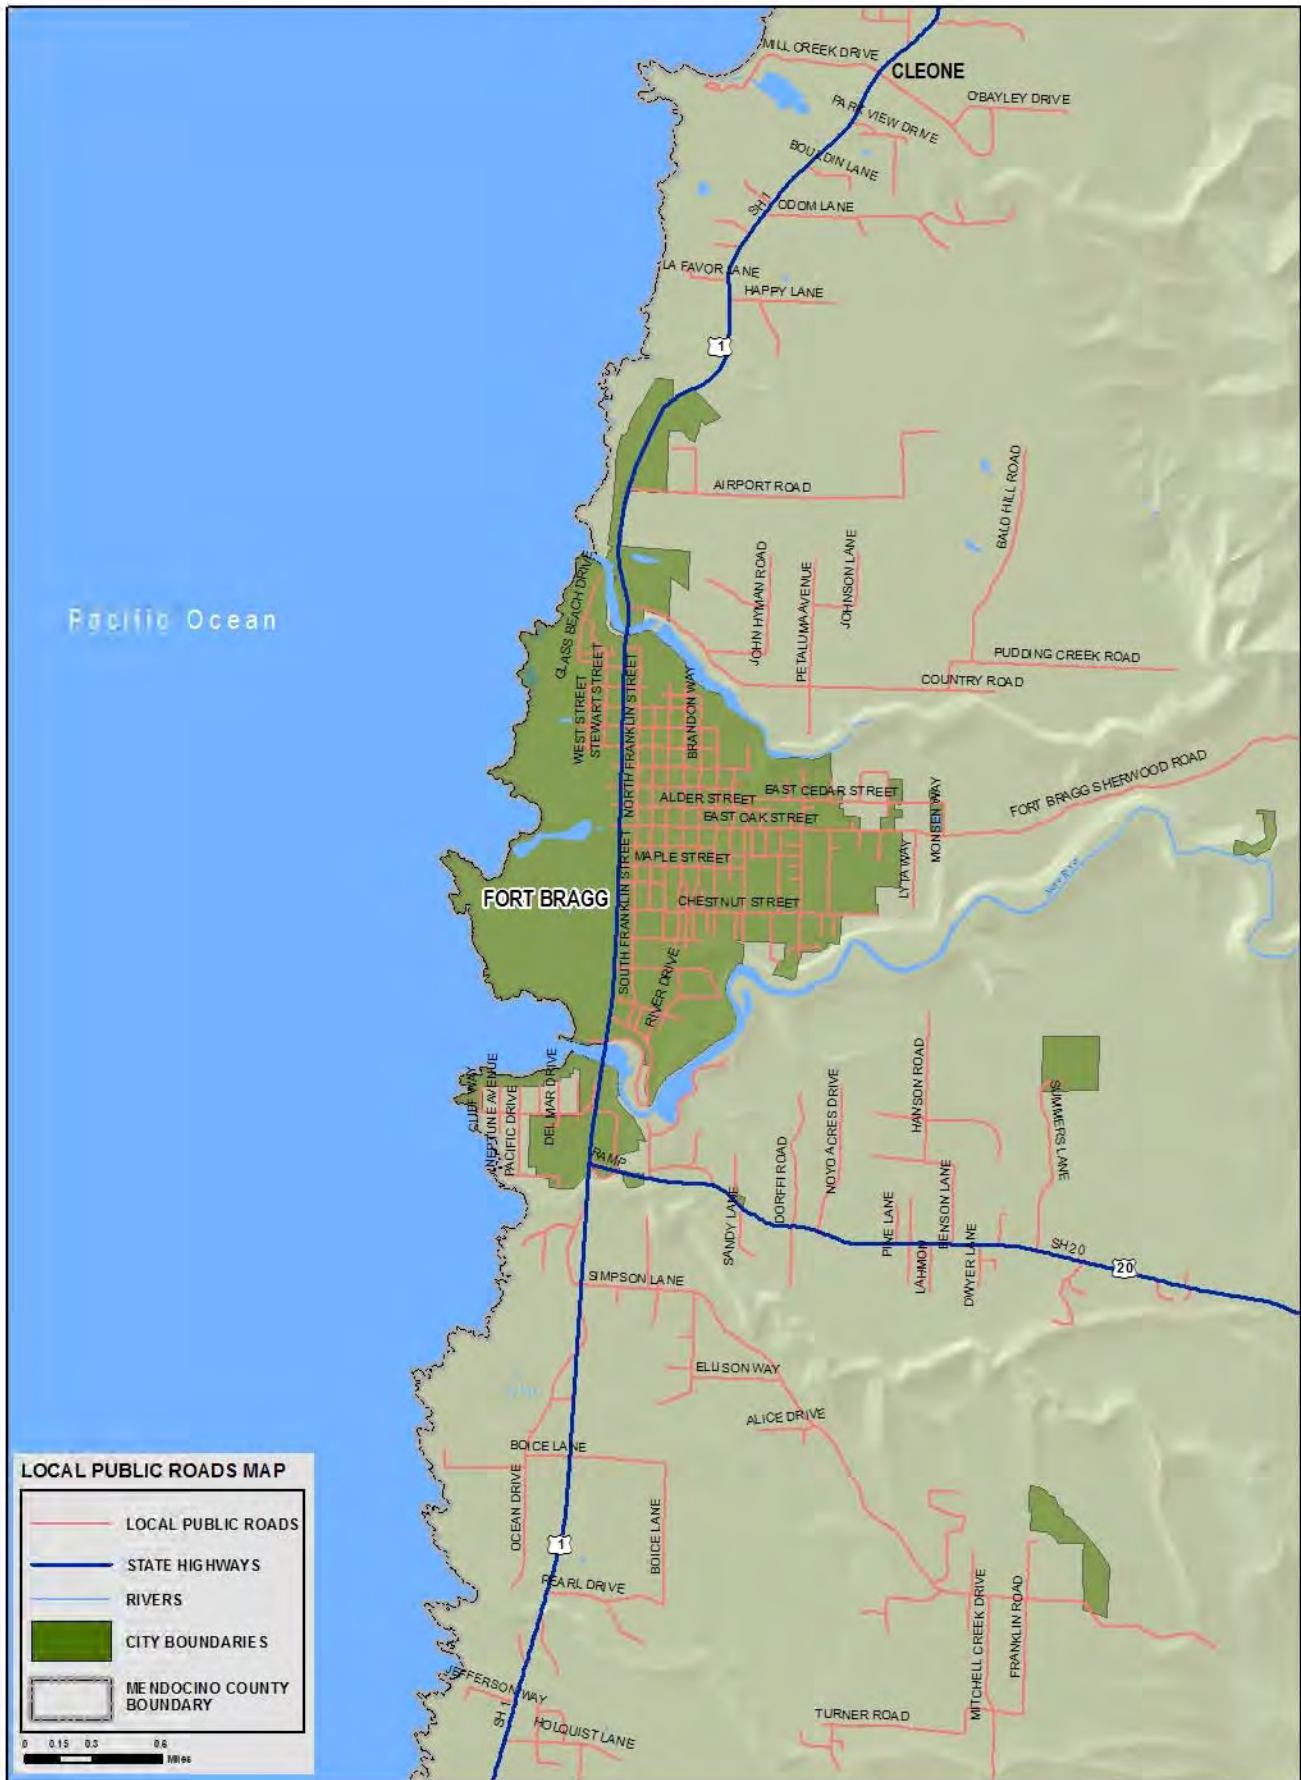 MILL CREEK DRIVE
CLEONE
O'BAYLEY DRIVE
PARK VIEW DRIVE
BOULDIN LANE
SH 1
ODOM LANE
LA FAVOR LANE
HAPPY LANE
1
AIRPORT ROAD
BALD HILL ROAD
JOHN HYMAN ROAD
PETALUMA AVENUE
JOHNSON LANE
Pacific Ocean
GLASS BEACH DRIVE
WEST STREET
STEWART STREET
NORTH FRANKLIN STREET
BRANDON WAY
PUDDING CREEK ROAD
COUNTRY ROAD
FORT BRAGG SHERWOOD ROAD
EAST CEDAR STREET
ALDER STREET
EAST OAK STREET
MONSEN WAY
LYTA WAY
MAPLE STREET
FORT BRAGG
SOUTH FRANKLIN STREET
CHESTNUT STREET
RIVER DRIVE
CLIFF WAY
NEPTUNE AVENUE
PACIFIC DRIVE
DEL MAR DRIVE
RAMP
SANDY LANE
DORFFI ROAD
NOYO ACRES DRIVE
HANSON ROAD
SUMMERS LANE
PINE LANE
LAHMON
BENSON LANE
DWYER LANE
SH 20
20
SIMPSON LANE
ELLISON WAY
ALICE DRIVE
BOICE LANE
OCEAN DRIVE
BOICE LANE
1
PEARL DRIVE
MITCHELL CREEK DRIVE
FRANKLIN ROAD
JEFFERSON WAY
SH 1
HOLQUIST LANE
TURNER ROAD
LOCAL PUBLIC ROADS MAP
LOCAL PUBLIC ROADS
STATE HIGHWAYS
RIVERS
CITY BOUNDARIES
MENDOCINO COUNTY
BOUNDARY
0 0.15 0.3 0.6
Miles